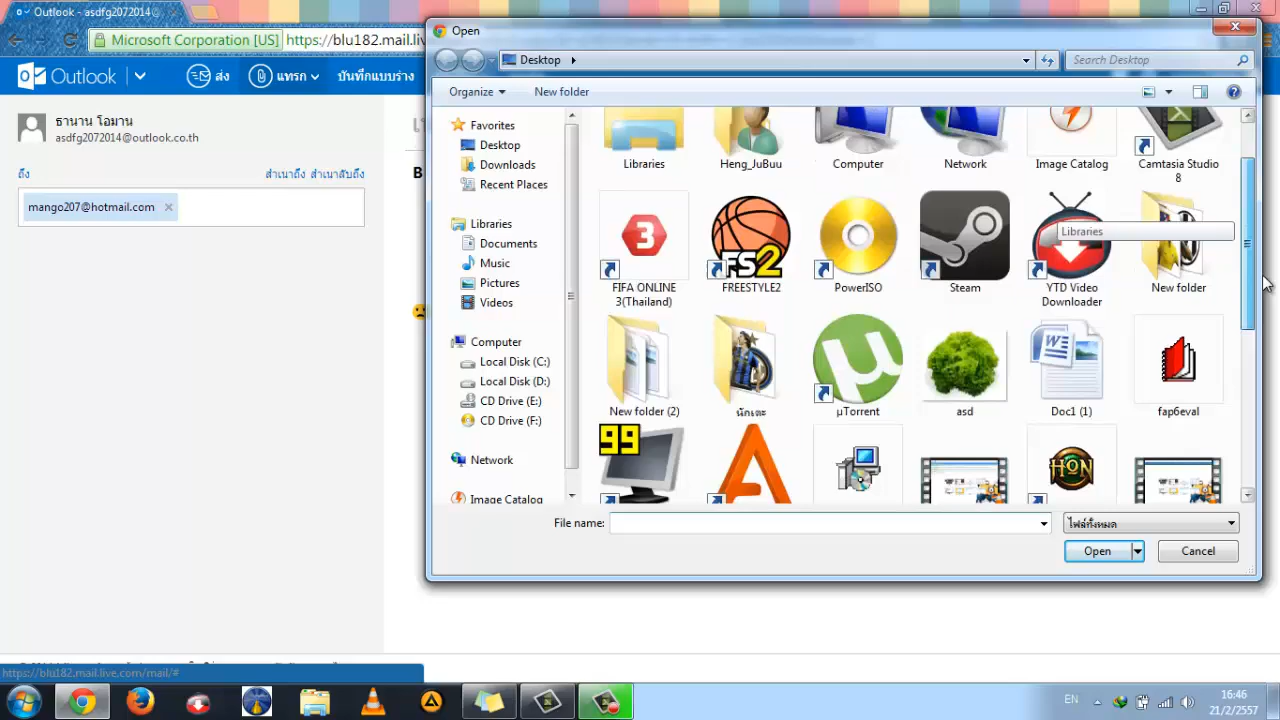 Outlook - asdfg2072014@
Open
Microsoft Corporation [US]
https://blu182.mail.liv
Desktop
Search Desktop
Outlook
ส่ง
แทรก
บันทึกแบบร่าง
Organize
New folder
ธานาน โอมาน
asdfg2072014@outlook.co.th
ถึง
สำเนาถึง สำเนาลับถึง
mango207@hotmail.com
B
Favorites
Desktop
Downloads
Recent Places
Libraries
Documents
Music
Pictures
Videos
Computer
Local Disk (C:)
Local Disk (D:)
CD Drive (E:)
CD Drive (F:)
Network
Image Catalog
Libraries
Heng_JuBuu
Computer
Network
Image Catalog
Camtasia Studio
8
Libraries
3
FS2
FIFA ONLINE
3(Thailand)
FREESTYLE2
PowerISO
Steam
YTD Video
Downloader
New folder
New folder (2)
นักเตะ
µTorrent
asd
Doc1 (1)
fap6eval
99
HON
File name:
ไฟล์ทั้งหมด
Open
Cancel
https://blu182.mail.live.com/mail/#
EN
16:46
21/2/2557